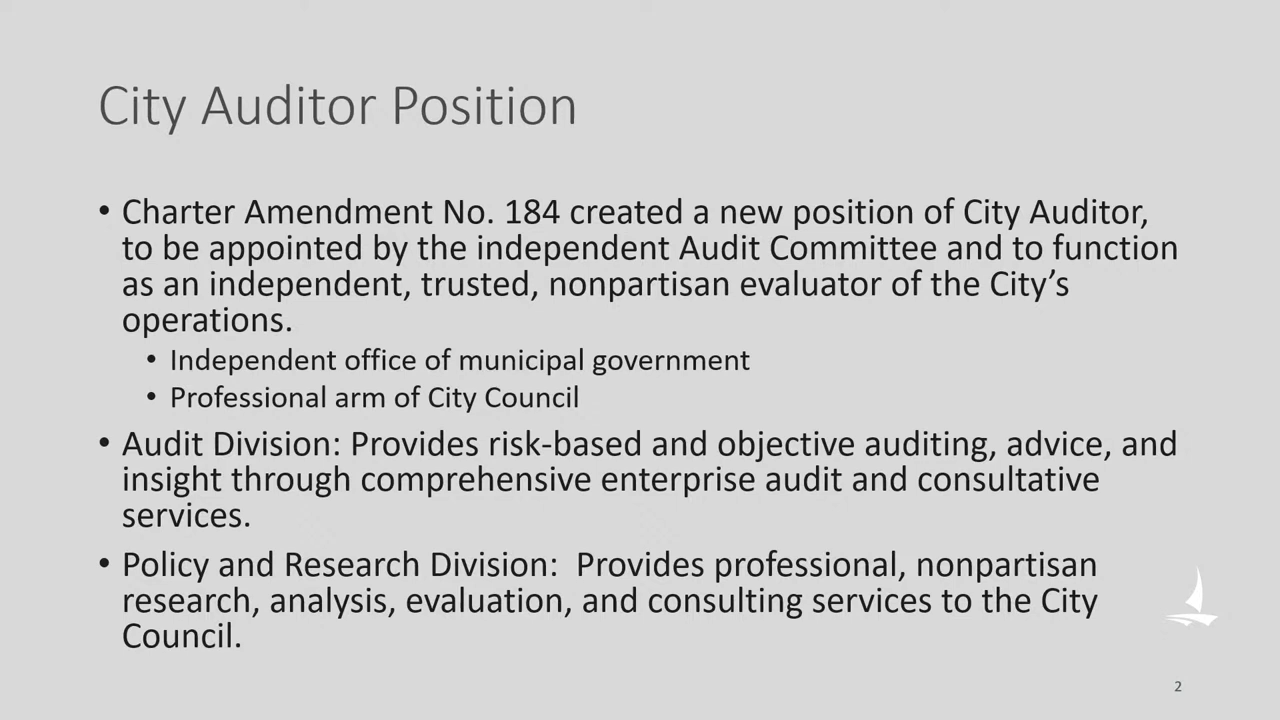 City Auditor Position
• Charter Amendment No. 184 created a new position of City Auditor,
to be appointed by the independent Audit Committee and to function
as an independent, trusted, nonpartisan evaluator of the City’s
operations.
• Independent office of municipal government
• Professional arm of City Council
• Audit Division: Provides risk-based and objective auditing, advice, and
insight through comprehensive enterprise audit and consultative
services.
• Policy and Research Division:  Provides professional, nonpartisan
research, analysis, evaluation, and consulting services to the City
Council.
2